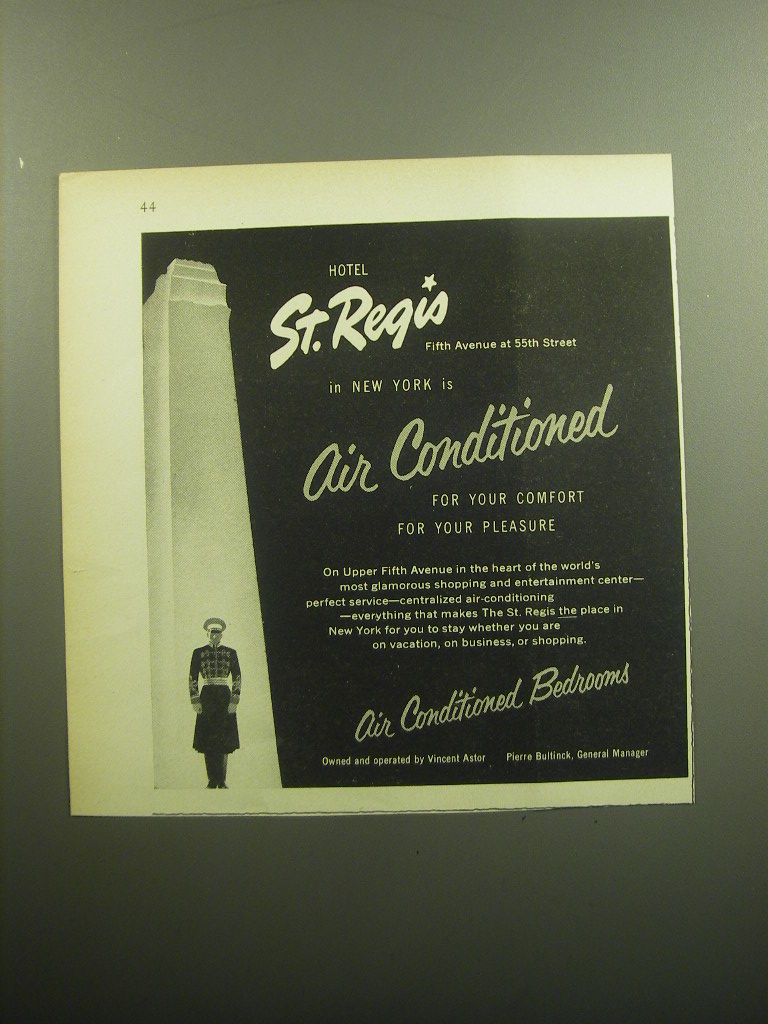 44
HOTEL
St. Regis
Fifth Avenue at 55th Street
in NEW YORK is
Air Conditioned
FOR YOUR COMFORT
FOR YOUR PLEASURE
On Upper Fifth Avenue in the heart of the world's
most glamorous shopping and entertainment center—
perfect service—centralized air-conditioning
—everything that makes The St. Regis the place in
New York for you to stay whether you are
on vacation, on business, or shopping.
Air Conditioned Bedrooms
Owned and operated by Vincent Astor Pierre Bultinck, General Manager